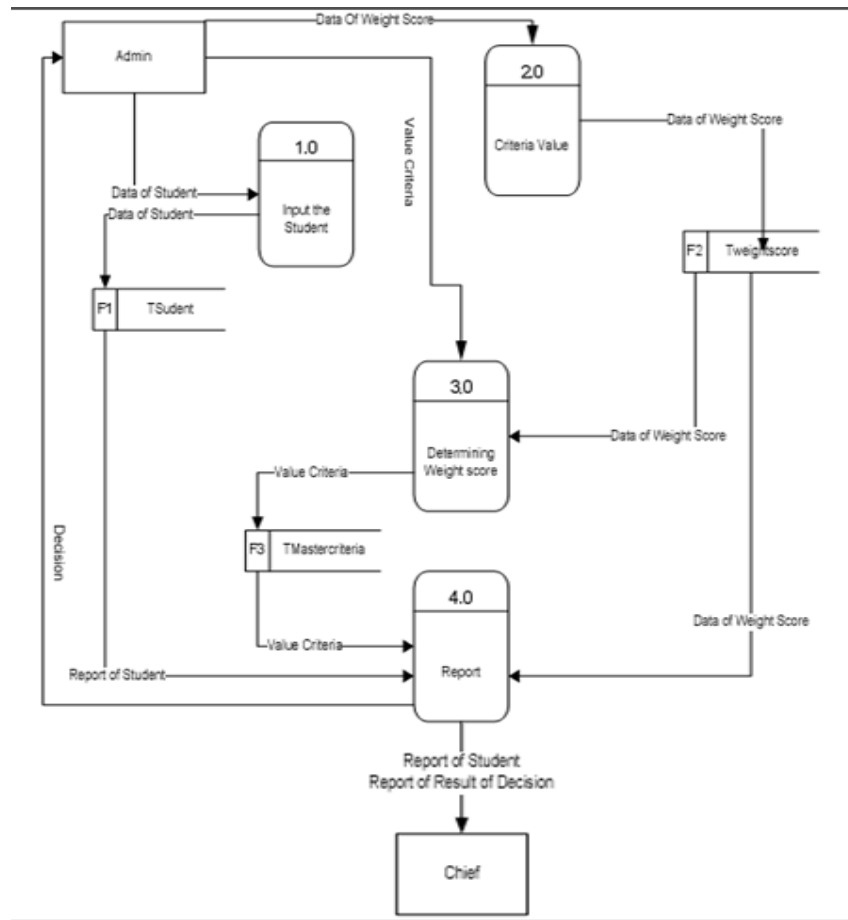 Data Of Weight Score
Admin
2.0
Criteria Value
Data of Weight Score
1.0
Input the
Student
Value Criteria
Data of Student
Data of Student
F2
Tweightscore
F1
TSudent
3.0
Determining
Weight score
Data of Weight Score
Value Criteria
Decision
F3
TMastercriteria
4.0
Report
Data of Weight Score
Value Criteria
Report of Student
Report of Student
Report of Result of Decision
Chief